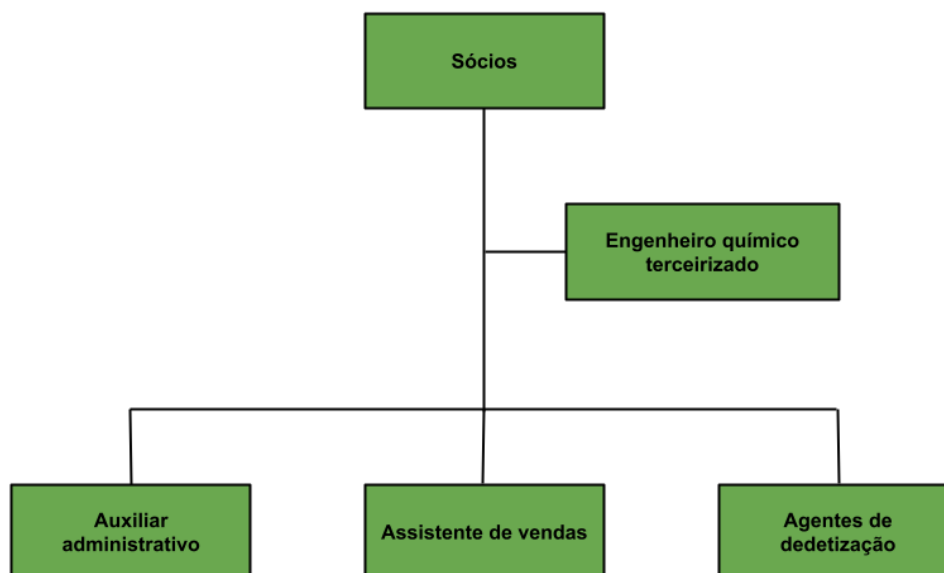 Sócios
Engenheiro químico
terceirizado
Auxiliar
administrativo
Assistente de vendas
Agentes de
dedetização